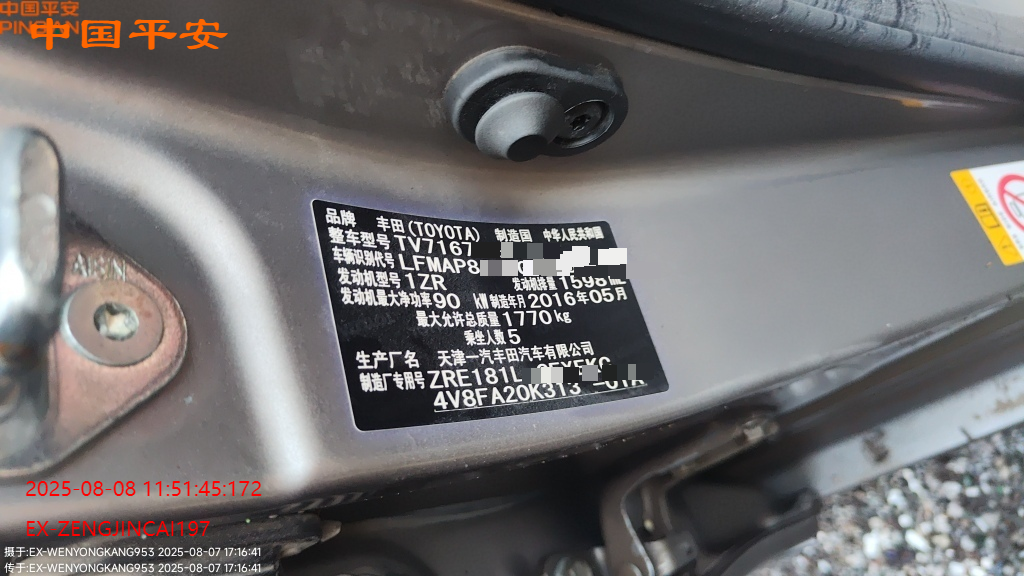 中国平安
中国平安
品牌 丰田(TOYOTA) 制造国 中华人民共和国
整车型号 TV7167
车辆识别代号 LFMAP8
发动机型号 1ZR 发动机排量 1598 mL
发动机最大净功率 90 kW 制造年月 2016年05月
最大允许总质量 1770 kg
乘坐人数 5
生产厂名 天津一汽丰田汽车有限公司
制造厂专用号 ZRE181L
4V8FA20K313 -01A
2025-08-08 11:51:45:172
EX_ZENGJINCAI197
摄于:EX-WENYONGKANG953 2025-08-07 17:16:41
传于:EX-WENYONGKANG953 2025-08-07 17:16:41